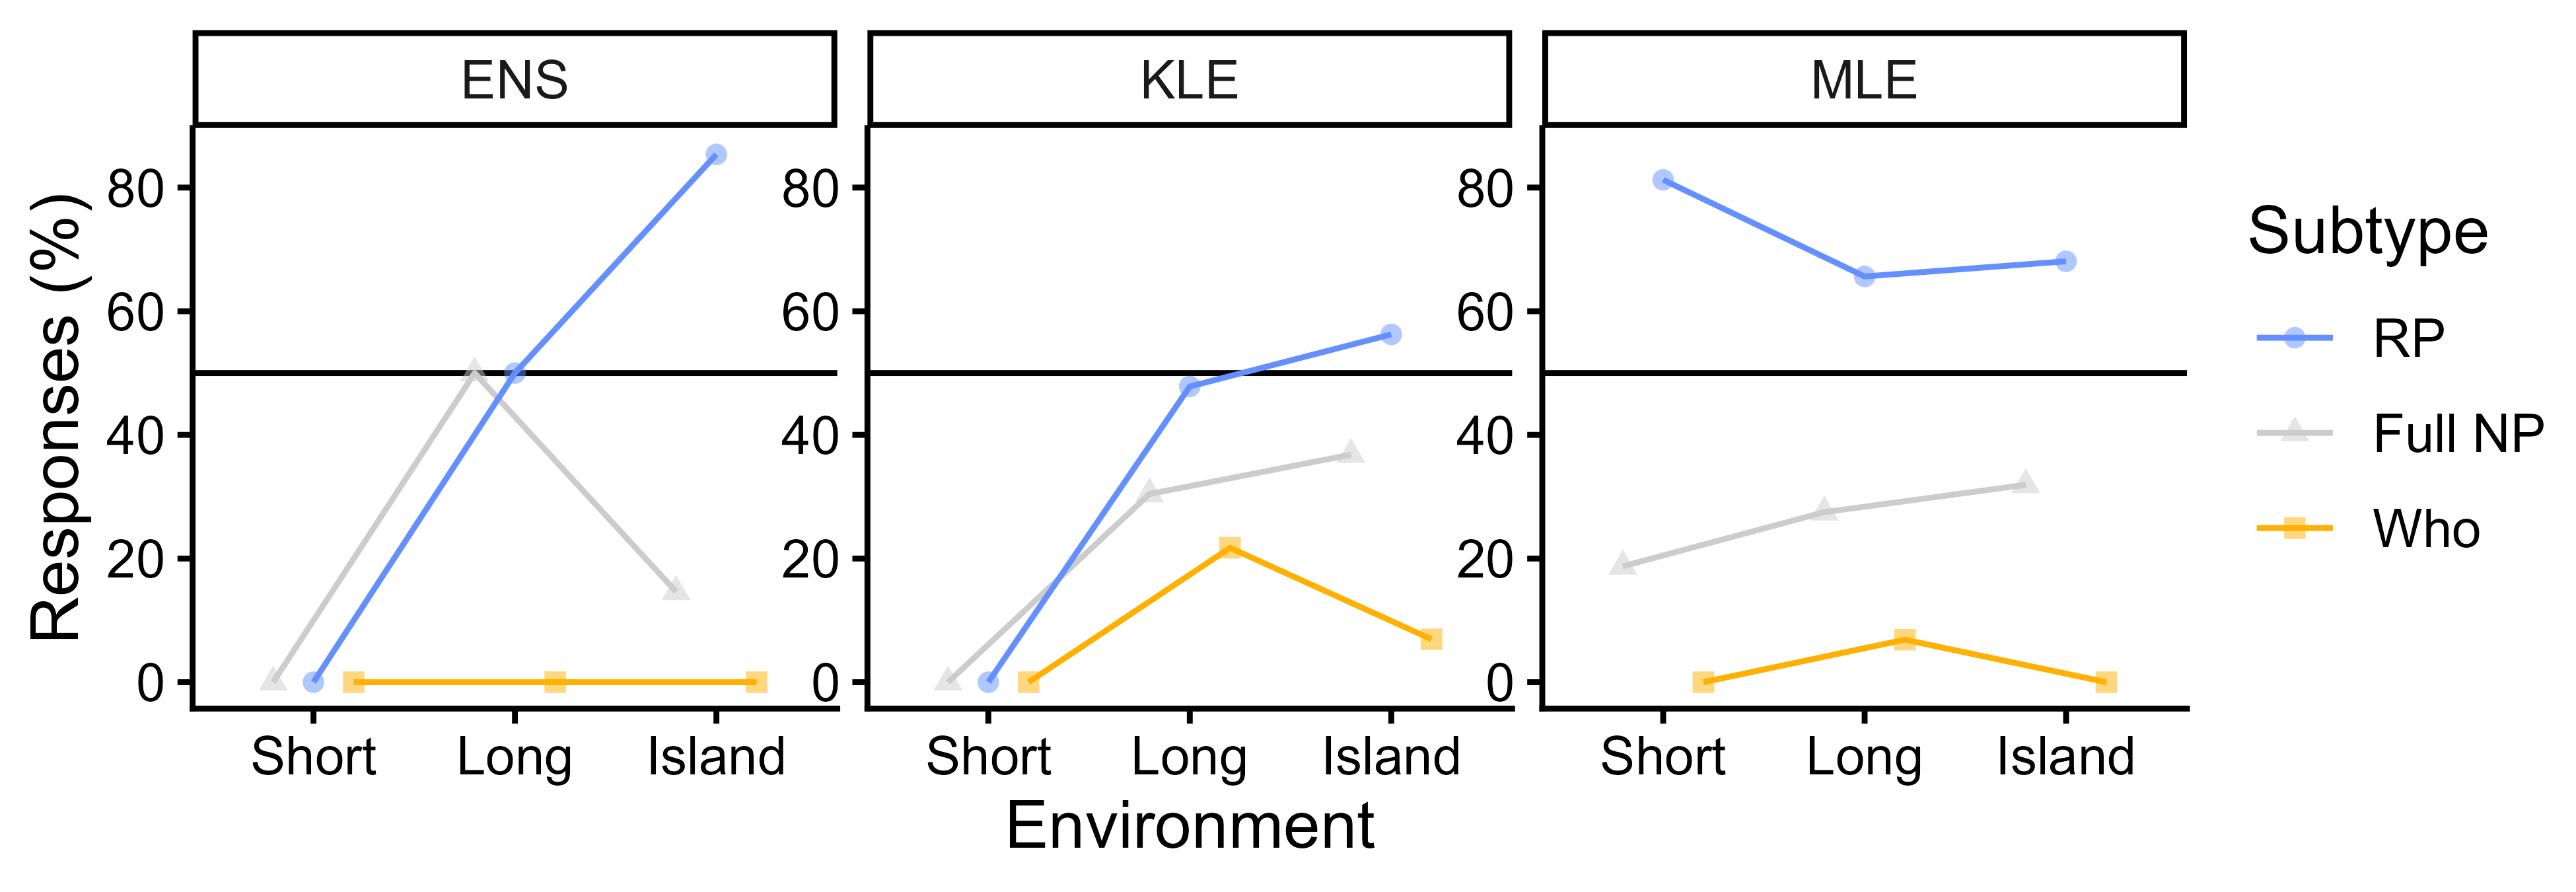 ENS
KLE
MLE
Responses (%)
80
60
40
20
0
80
60
40
20
0
80
60
40
20
0
Short Long Island
Short Long Island
Short Long Island
Environment
Subtype
RP
Full NP
Who